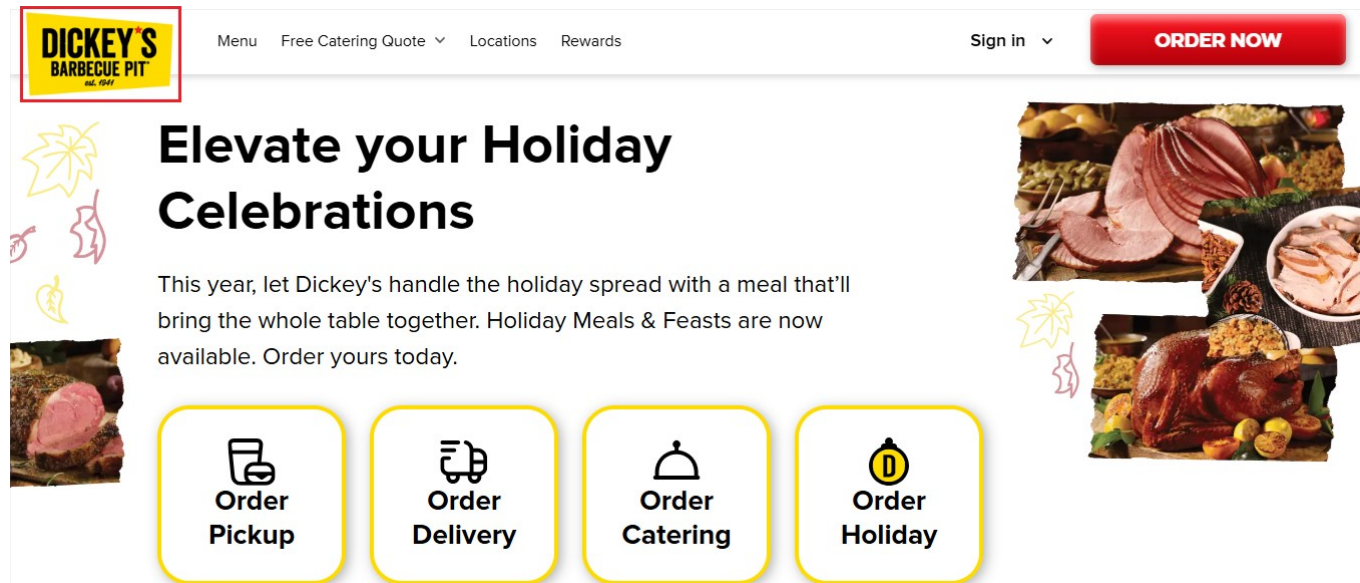 DICKEY'S
BARBECUE PIT
est. 1941
Menu
Free Catering Quote
Locations
Rewards
Sign in
ORDER NOW
Elevate your Holiday
Celebrations
This year, let Dickey's handle the holiday spread with a meal that'll
bring the whole table together. Holiday Meals & Feasts are now
available. Order yours today.
Order
Pickup
Order
Delivery
Order
Catering
D
Order
Holiday